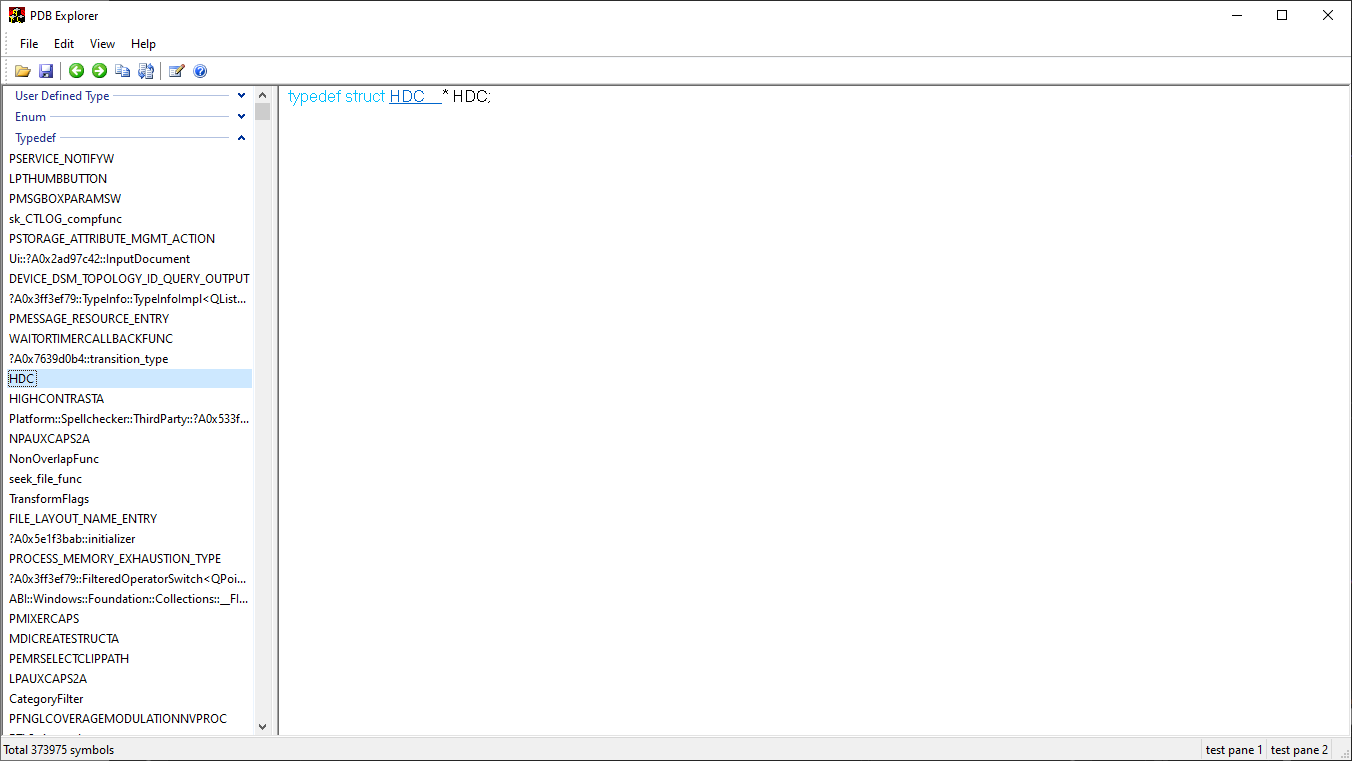 PDB Explorer
File Edit View Help
User Defined Type
Enum
Typedef
PSERVICE_NOTIFYW
LPTHUMBBUTTON
PMSGBOXPARAMSW
sk_CTLOG_compfunc
PSTORAGE_ATTRIBUTE_MGMT_ACTION
Ui::?A0x2ad97c42::InputDocument
DEVICE_DSM_TOPOLOGY_ID_QUERY_OUTPUT
?A0x3ff3ef79::TypeInfo::TypeInfoImpl<QList...
PMESSAGE_RESOURCE_ENTRY
WAITORTIMERCALLBACKFUNC
?A0x7639d0b4::transition_type
HDC
HIGHCONTRASTA
Platform::Spellchecker::ThirdParty::?A0x533f...
NPAUXCAPS2A
NonOverlapFunc
seek_file_func
TransformFlags
FILE_LAYOUT_NAME_ENTRY
?A0x5e1f3bab::initializer
PROCESS_MEMORY_EXHAUSTION_TYPE
?A0x3ff3ef79::FilteredOperatorSwitch<QPoi...
ABI::Windows::Foundation::Collections::__FI...
PMIXERCAPS
MDICREATESTRUCTA
PEMRSELECTCLIPPATH
LPAUXCAPS2A
CategoryFilter
PFNGLCOVERAGEMODULATIONNVPROC
typedef struct HDC__* HDC;
Total 373975 symbols
test pane 1 test pane 2